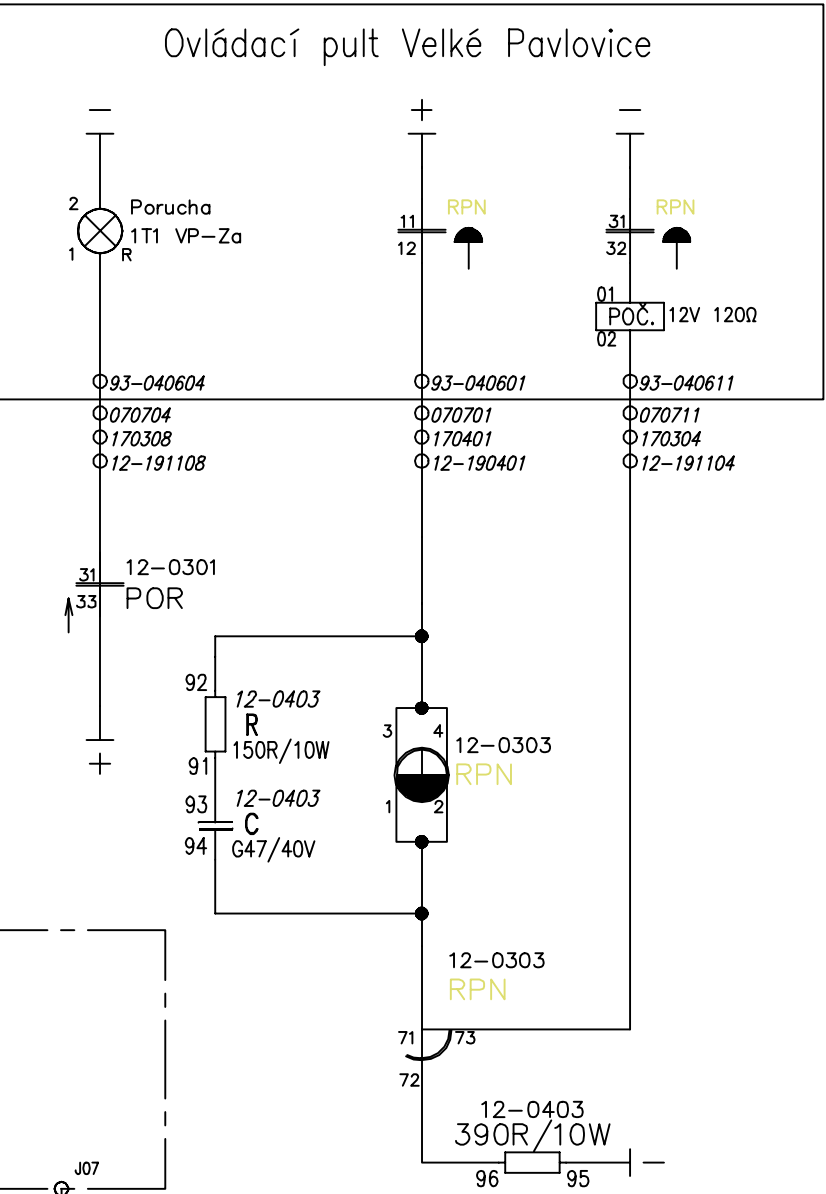 Ovládací pult Velké Pavlovice
−
+
−
2
Porucha
1T1 VP−Za
1
R
11
12
RPN
31
32
RPN
01
POČ.
12V 120Ω
02
93−040604
93−040601
93−040611
070704
070701
070711
170308
170401
170304
12−191108
12−190401
12−191104
31
12−0301
33
POR
+
92
12−0403
R
150R/10W
91
93
12−0403
C
94
G47/40V
3
4
12−0303
RPN
1
2
12−0303
RPN
71
73
72
12−0403
390R/10W
96
95
−
J07